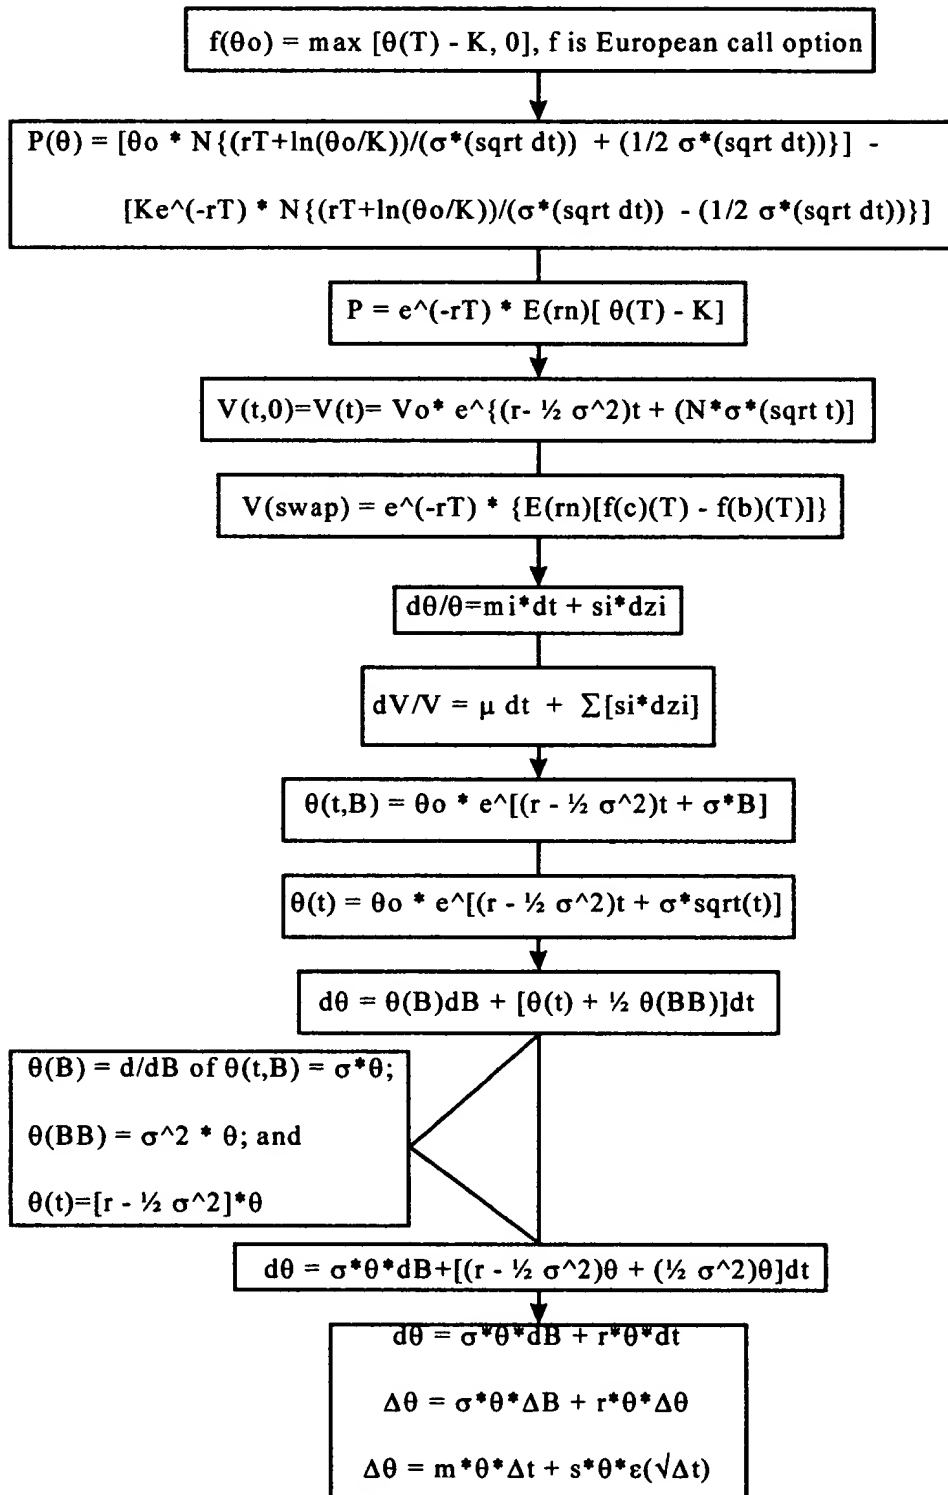 f(θo) = max [θ(T) - K, 0], f is European call option
P(θ) = [θo * N{(rT+ln(θo/K))/(σ*(sqrt dt)) + (1/2 σ*(sqrt dt))}] -
[Ke^(-rT) * N{(rT+ln(θo/K))/(σ*(sqrt dt)) - (1/2 σ*(sqrt dt))}]
P = e^(-rT) * E(rn)[ θ(T) - K]
V(t,0)=V(t)= Vo* e^{(r- ½ σ^2)t + (N*σ*(sqrt t)]
V(swap) = e^(-rT) * {E(rn)[f(c)(T) - f(b)(T)]}
dθ/θ=mi*dt + si*dzi
dV/V = μ dt + ∑[si*dzi]
θ(t,B) = θo * e^[(r - ½ σ^2)t + σ*B]
θ(t) = θo * e^[(r - ½ σ^2)t + σ*sqrt(t)]
dθ = θ(B)dB + [θ(t) + ½ θ(BB)]dt
θ(B) = d/dB of θ(t,B) = σ*θ;
θ(BB) = σ^2 * θ; and
θ(t)=[r - ½ σ^2]*θ
dθ = σ*θ*dB+[(r - ½ σ^2)θ + (½ σ^2)θ]dt
dθ = σ*θ*dB + r*θ*dt
Δθ = σ*θ*ΔB + r*θ*Δθ
Δθ = m*θ*Δt + s*θ*ε(√Δt)